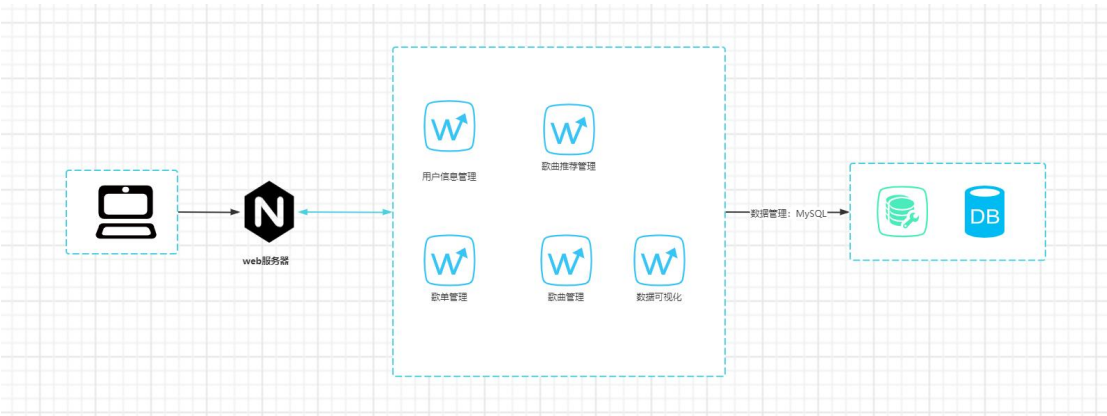 W
W
用户信息管理
歌曲推荐管理
N
web服务器
数据管理：MySQL
DB
W
W
W
歌单管理
歌曲管理
数据可视化